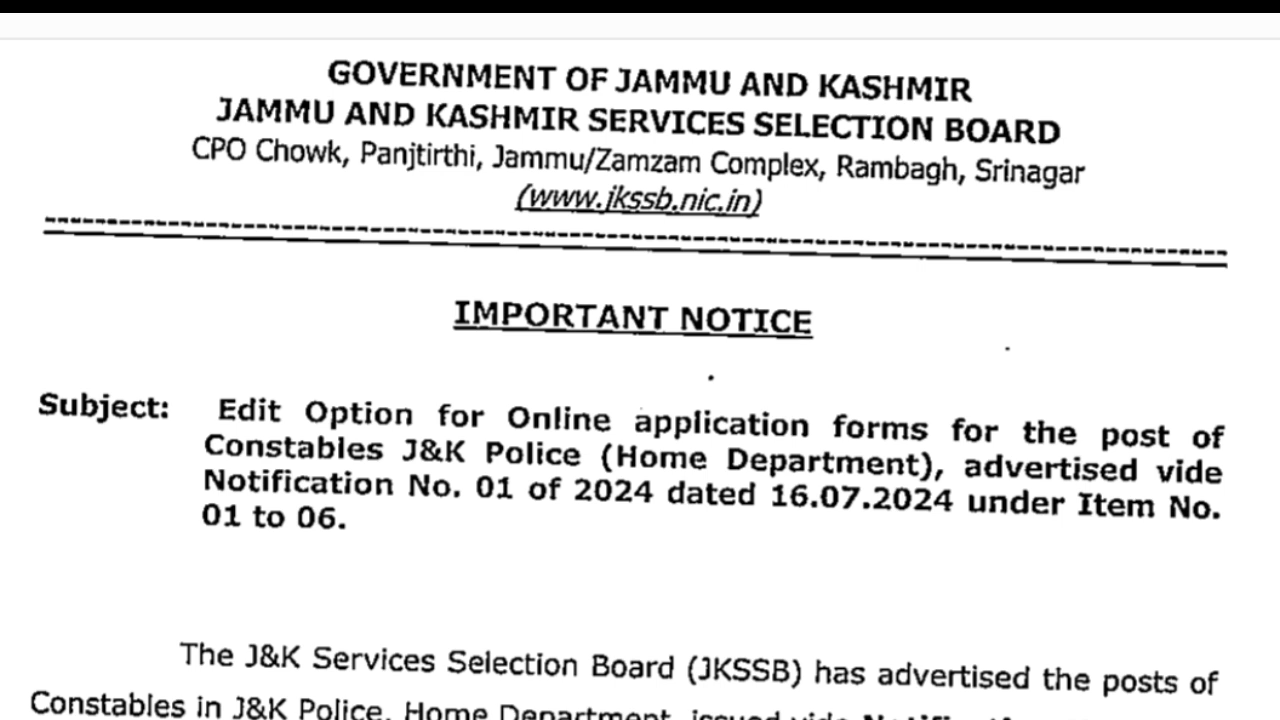 GOVERNMENT OF JAMMU AND KASHMIR
JAMMU AND KASHMIR SERVICES SELECTION BOARD
CPO Chowk, Panjtirthi, Jammu/Zamzam Complex, Rambagh, Srinagar
(www.jkssb.nic.in)
IMPORTANT NOTICE
Subject: Edit Option for Online application forms for the post of
Constables J&K Police (Home Department), advertised vide
Notification No. 01 of 2024 dated 16.07.2024 under Item No.
01 to 06.
The J&K Services Selection Board (JKSSB) has advertised the posts of
Constables in J&K Police, Home Department, issued vide